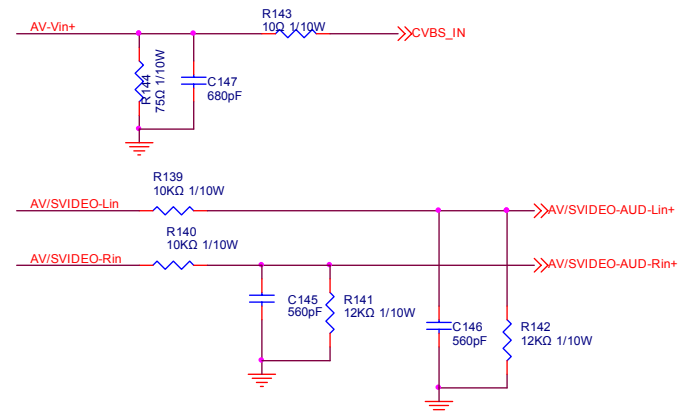 AV-Vin+
R143
10Ω 1/10W
CVBS_IN
R144
75Ω 1/10W
C147
680pF
R139
10KΩ 1/10W
AV/SVIDEO-Lin
AV/SVIDEO-AUD-Lin+
R140
10KΩ 1/10W
AV/SVIDEO-Rin
AV/SVIDEO-AUD-Rin+
C145
560pF
R141
12KΩ 1/10W
C146
560pF
R142
12KΩ 1/10W